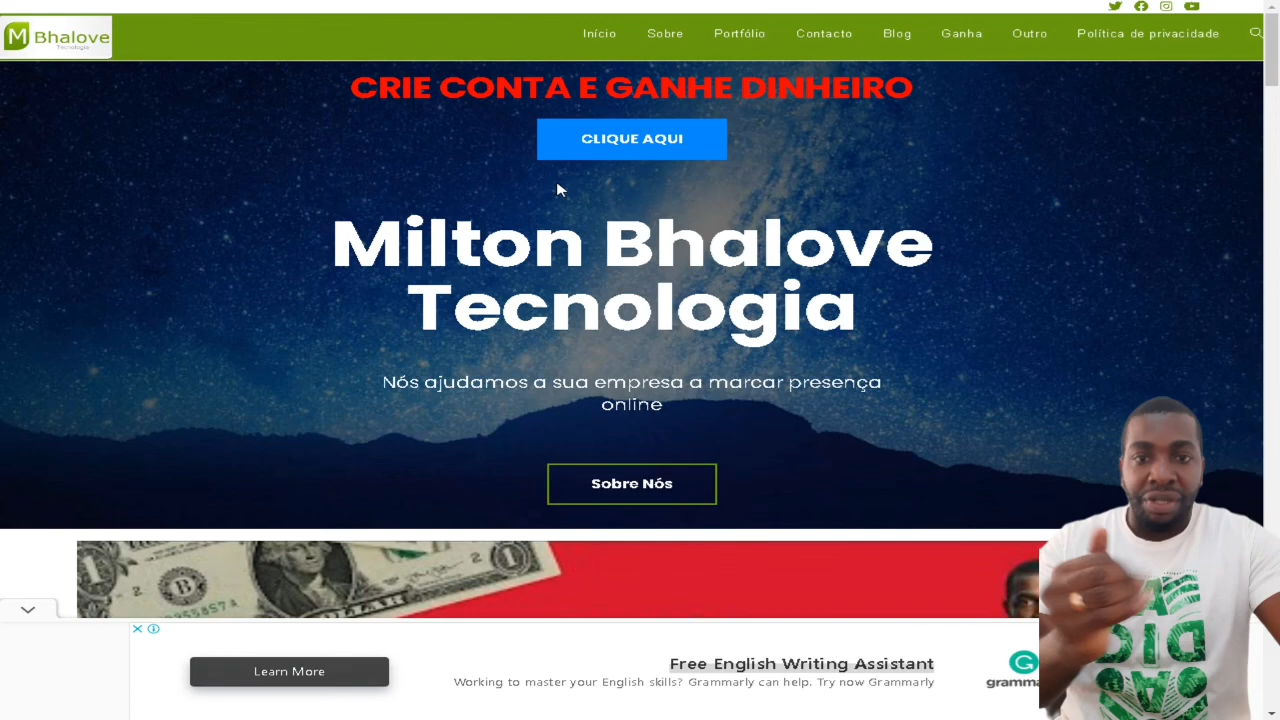 M Bhalove
Tecnologia
Início Sobre Portfólio Contacto Blog Ganha Outro Política de privacidade
CRIE CONTA E GANHE DINHEIRO
CLIQUE AQUI
Milton Bhalove
Tecnologia
Nós ajudamos a sua empresa a marcar presença
online
Sobre Nós
Learn More
Free English Writing Assistant
Working to master your English skills? Grammarly can help. Try now Grammarly